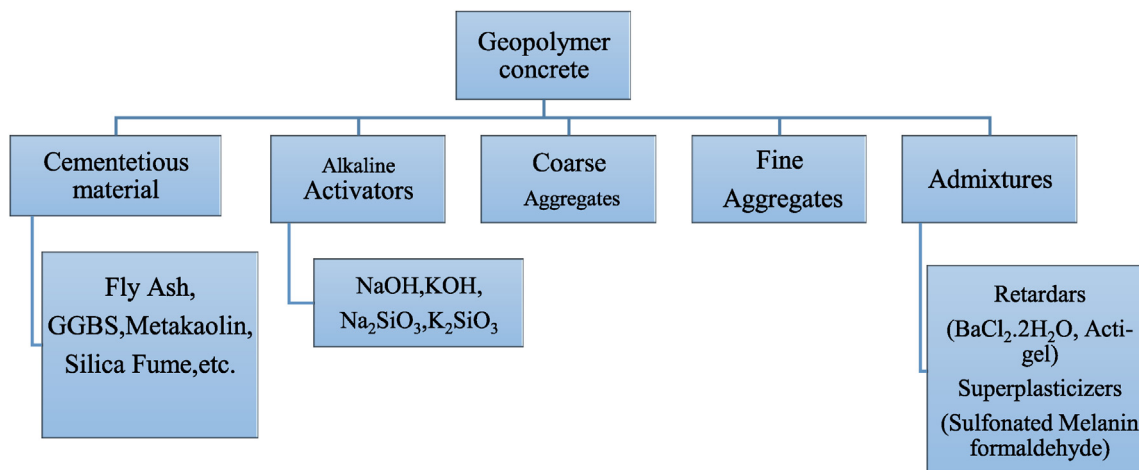 Geopolymer
concrete
Cementetious
material
Alkaline
Activators
Coarse
Aggregates
Fine
Aggregates
Admixtures
Fly Ash,
GGBS,Metakaolin,
Silica Fume,etc.
NaOH,KOH,
Na₂SiO₃,K₂SiO₃
Retardars
(BaCl₂.2H₂O, Acti-
gel)
Superplasticizers
(Sulfonated Melanin
formaldehyde)